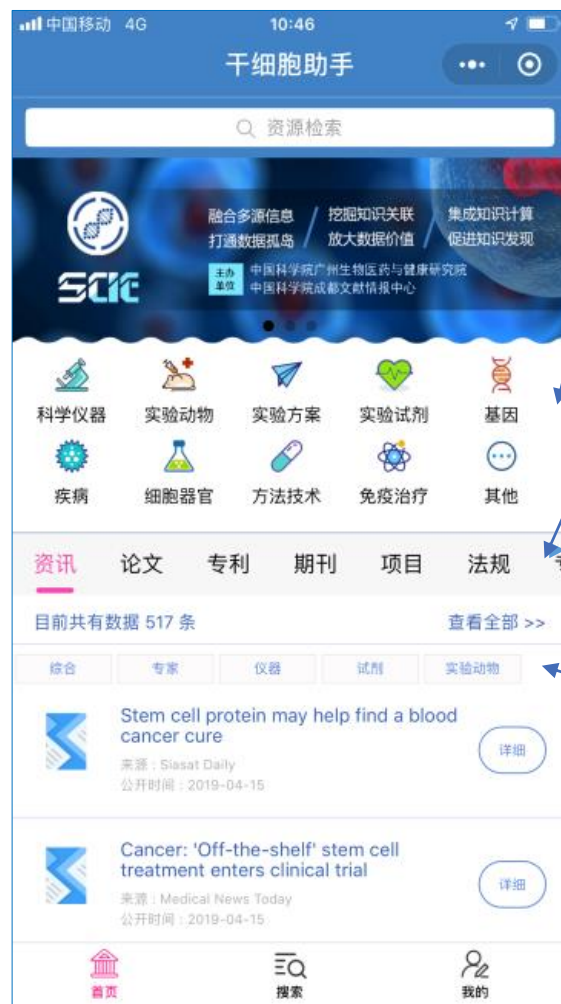 中国移动 4G 10:46
干细胞助手
资源检索
融合多源信息 / 挖掘知识关联 / 集成知识计算
打通数据孤岛 / 放大数据价值 / 促进知识发现
SCIE
主办单位
中国科学院广州生物医药与健康研究院
中国科学院成都文献情报中心
科学仪器 实验动物 实验方案 实验试剂 基因
疾病 细胞器官 方法技术 免疫治疗 其他
资讯 论文 专利 期刊 项目 法规
目前共有数据 517 条 查看全部 >>
综合 专家 仪器 试剂 实验动物
Stem cell protein may help find a blood
cancer cure
来源 : Siasat Daily
公开时间 : 2019-04-15
详细
Cancer: 'Off-the-shelf' stem cell
treatment enters clinical trial
来源 : Medical News Today
公开时间 : 2019-04-15
详细
首页 搜索 我的